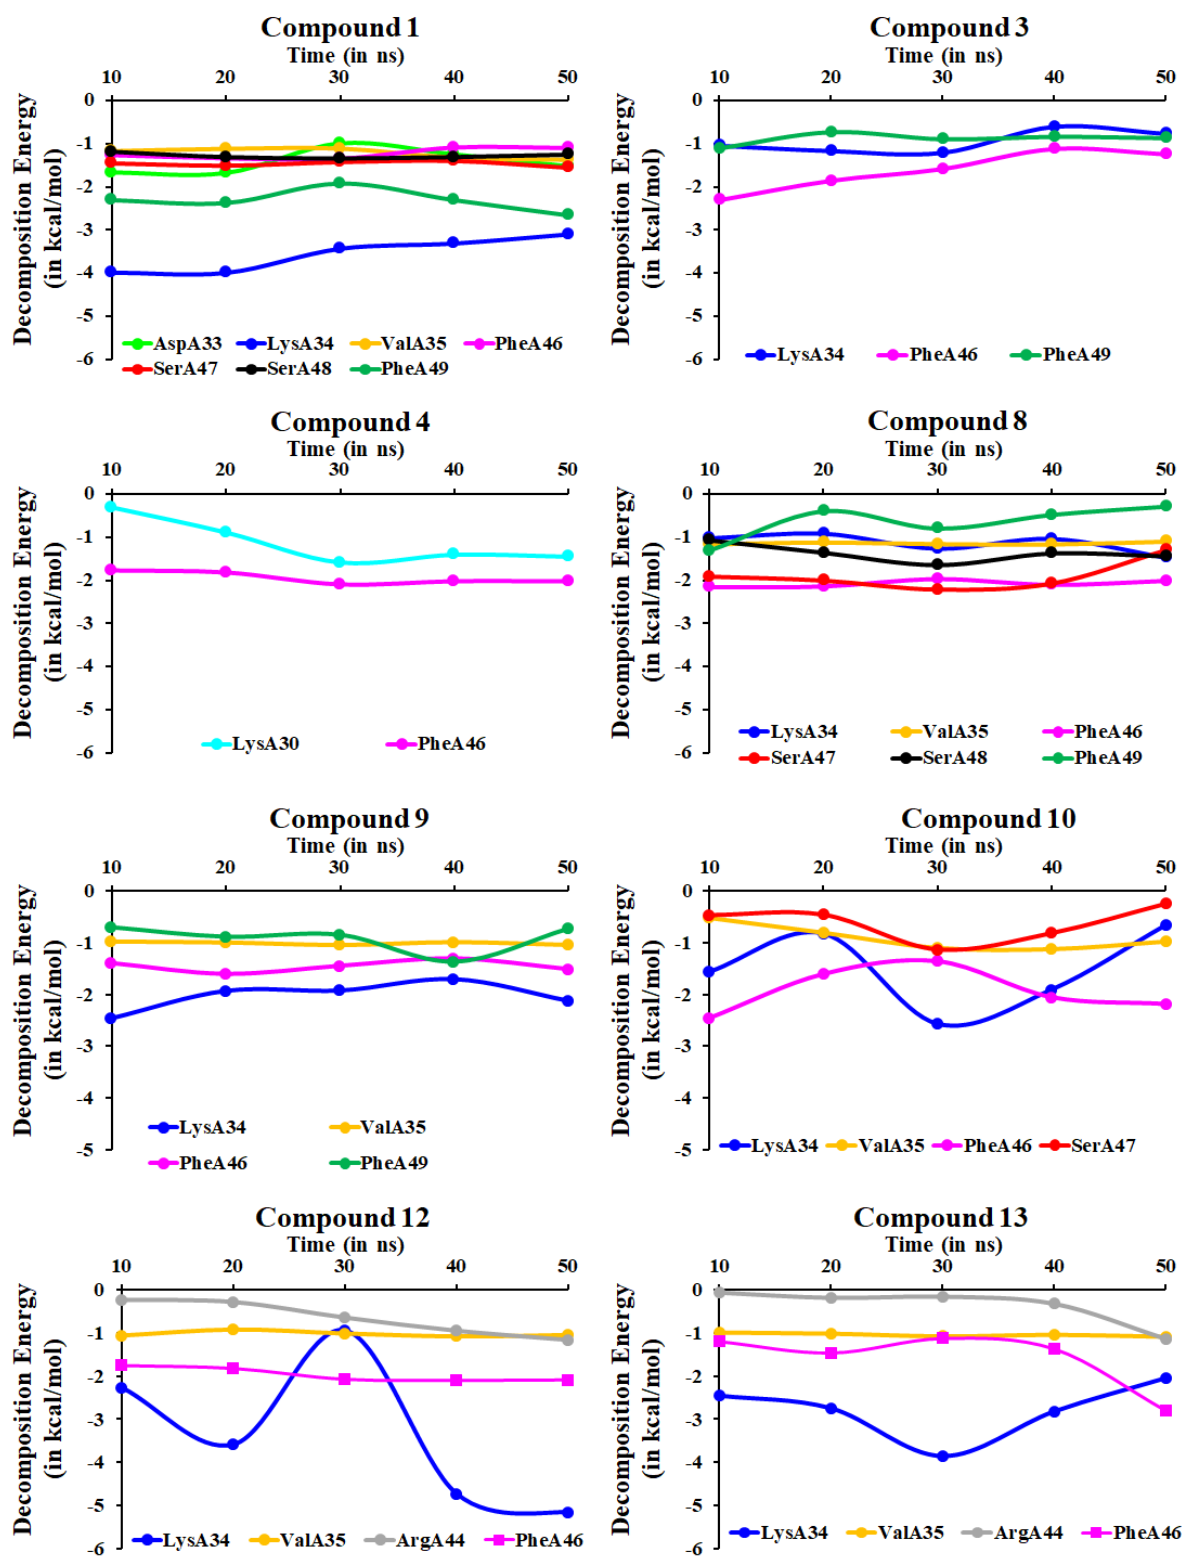 Compound 1
Time (in ns)
10 20 30 40 50
0
-1
-2
-3
-4
-5
-6
Decomposition Energy
(in kcal/mol)
AspA33 LysA34 ValA35 PheA46
SerA47 SerA48 PheA49
Compound 3
Time (in ns)
10 20 30 40 50
0
-1
-2
-3
-4
-5
-6
Decomposition Energy
(in kcal/mol)
LysA34 PheA46 PheA49
Compound 4
Time (in ns)
10 20 30 40 50
0
-1
-2
-3
-4
-5
-6
Decomposition Energy
(in kcal/mol)
LysA30 PheA46
Compound 8
Time (in ns)
10 20 30 40 50
0
-1
-2
-3
-4
-5
-6
Decomposition Energy
(in kcal/mol)
LysA34 ValA35 PheA46
SerA47 SerA48 PheA49
Compound 9
Time (in ns)
10 20 30 40 50
0
-1
-2
-3
-4
-5
Decomposition Energy
(in kcal/mol)
LysA34 ValA35
PheA46 PheA49
Compound 10
Time (in ns)
10 20 30 40 50
0
-1
-2
-3
-4
-5
Decomposition Energy
(in kcal/mol)
LysA34 ValA35 PheA46 SerA47
Compound 12
Time (in ns)
10 20 30 40 50
0
-1
-2
-3
-4
-5
-6
Decomposition Energy
(in kcal/mol)
LysA34 ValA35 ArgA44 PheA46
Compound 13
Time (in ns)
10 20 30 40 50
0
-1
-2
-3
-4
-5
-6
Decomposition Energy
(in kcal/mol)
LysA34 ValA35 ArgA44 PheA46